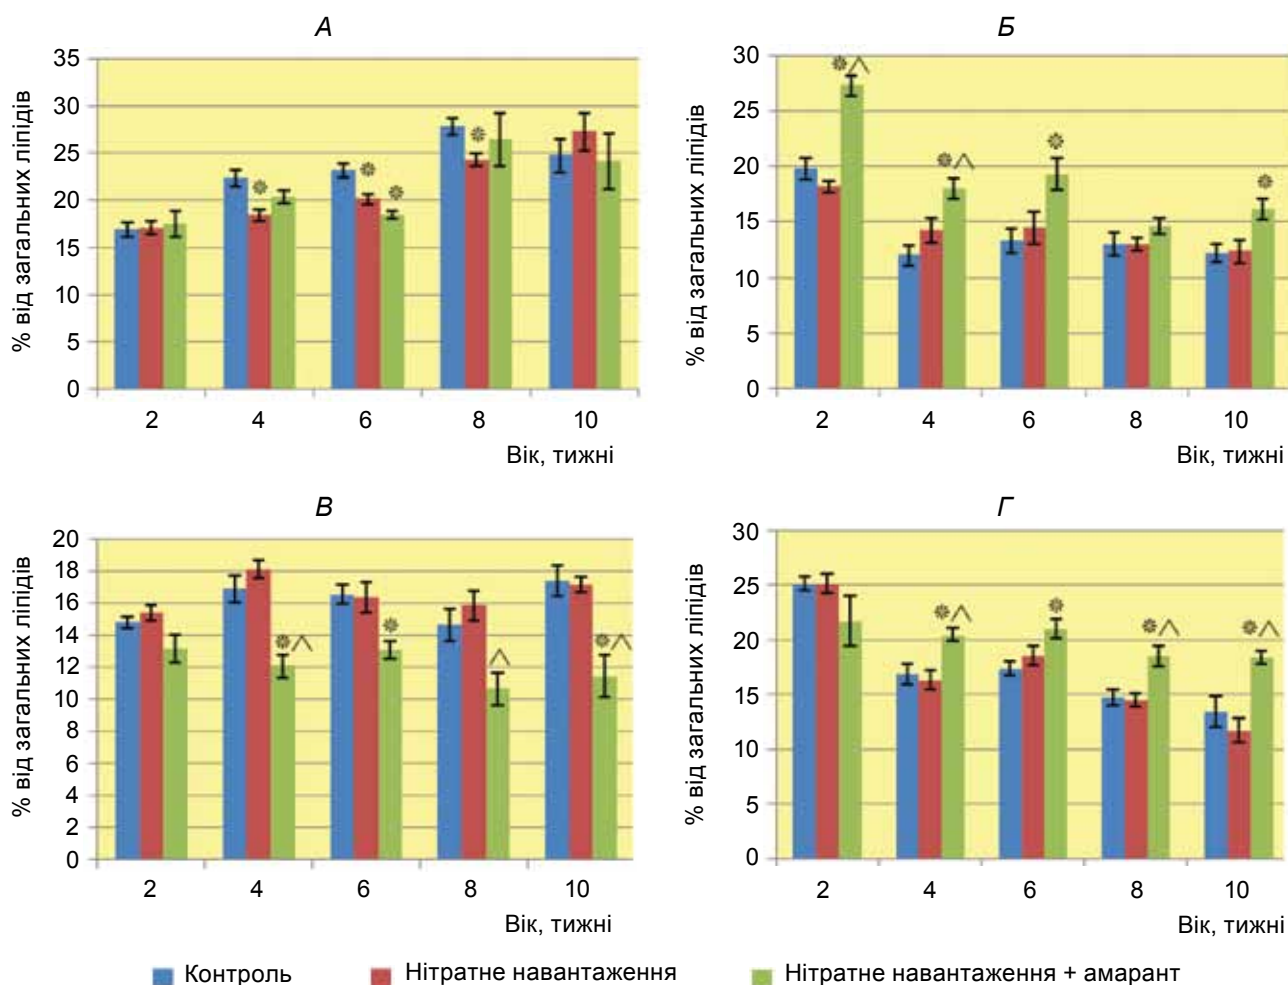 А
% від загальних ліпідів
35
30
25
20
15
10
5
0
2 4 6 8 10
Вік, тижні
Б
% від загальних ліпідів
30
25
20
15
10
5
0
2 4 6 8 10
Вік, тижні
В
% від загальних ліпідів
20
18
16
14
12
10
8
6
4
2
0
2 4 6 8 10
Вік, тижні
Г
% від загальних ліпідів
30
25
20
15
10
5
0
2 4 6 8 10
Вік, тижні
Контроль Нітратне навантаження Нітратне навантаження + амарант